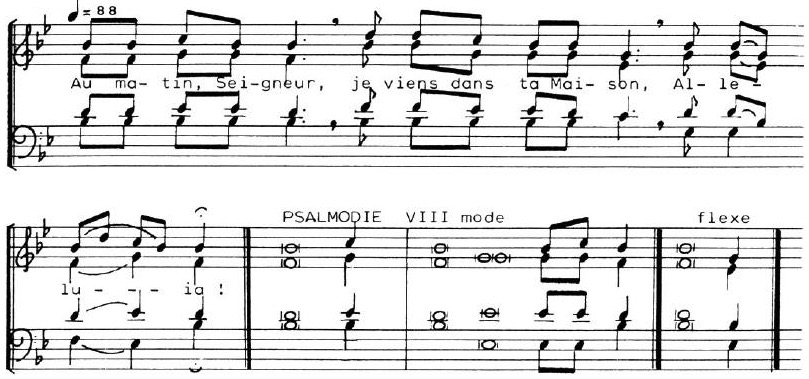 ♪ = 88
Au ma- tin, Sei-gneur, je viens dans ta Mai- son, Al- le -
PSALMODIE VIII mode flexe
lu - - - ia !